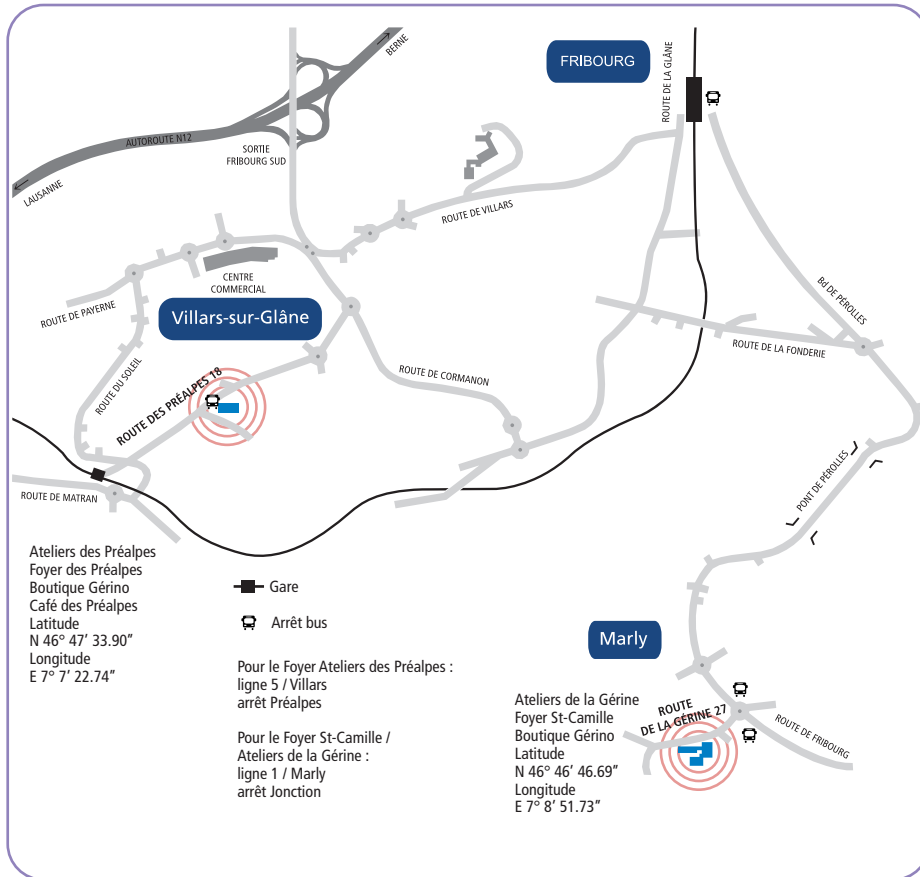 BERNE
FRIBOURG
ROUTE DE LA GLÂNE
AUTOROUTE N12
SORTIE
FRIBOURG SUD
LAUSANNE
ROUTE DE VILLARS
CENTRE
COMMERCIAL
ROUTE DE PAYERNE
Villars-sur-Glâne
Bd DE PÉROLLES
ROUTE DE LA FONDERIE
ROUTE DU SOLEIL
ROUTE DES PRÉALPES 18
ROUTE DE CORMANON
PONT DE PÉROLLES
ROUTE DE MATRAN
Ateliers des Préalpes
Foyer des Préalpes
Boutique Gérino
Café des Préalpes
Latitude
N 46° 47’ 33.90”
Longitude
E 7° 7’ 22.74”
Gare
Arrêt bus
Pour le Foyer Ateliers des Préalpes :
ligne 5 / Villars
arrêt Préalpes
Pour le Foyer St-Camille /
Ateliers de la Gérine :
ligne 1 / Marly
arrêt Jonction
Marly
ROUTE
DE LA GÉRINE 27
ROUTE DE FRIBOURG
Ateliers de la Gérine
Foyer St-Camille
Boutique Gérino
Latitude
N 46° 46’ 46.69”
Longitude
E 7° 8’ 51.73”